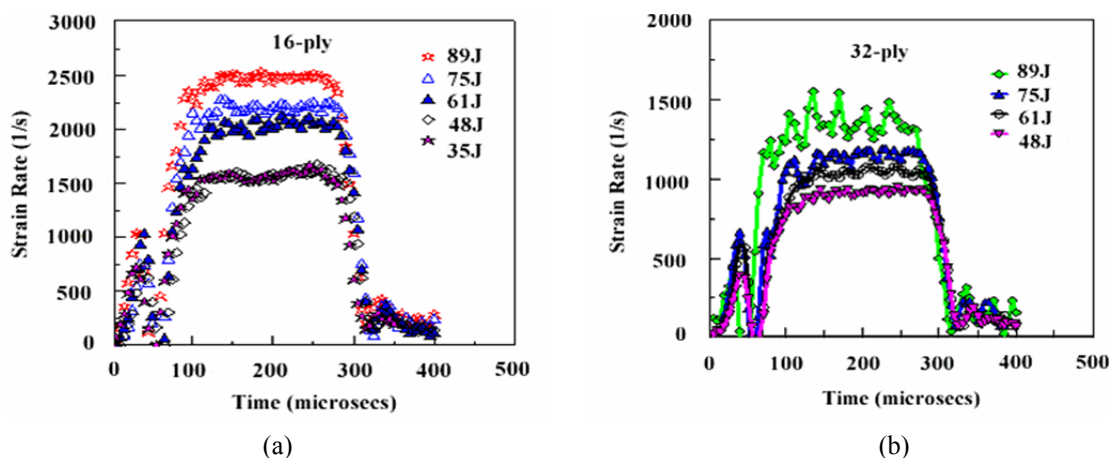 3000
2500
2000
1500
1000
500
0
Strain Rate (1/s)
16-ply
89J
75J
61J
48J
35J
0 100 200 300 400 500
Time (microsecs)
(a)
2000
1500
1000
500
0
Strain Rate (1/s)
32-ply
89J
75J
61J
48J
0 100 200 300 400 500
Time (microsecs)
(b)